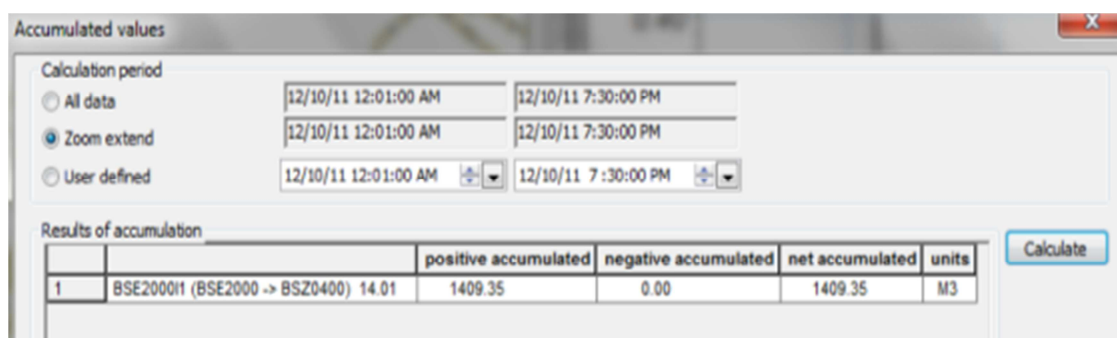 Accumulated values
Calculation period
All data 12/10/11 12:01:00 AM 12/10/11 7:30:00 PM
Zoom extend 12/10/11 12:01:00 AM 12/10/11 7:30:00 PM
User defined 12/10/11 12:01:00 AM 12/10/11 7:30:00 PM
Results of accumulation
Calculate
positive accumulated negative accumulated net accumulated units
1 BSE2000I1 (BSE2000 -> BSZ0400) 14.01 1409.35 0.00 1409.35 M3